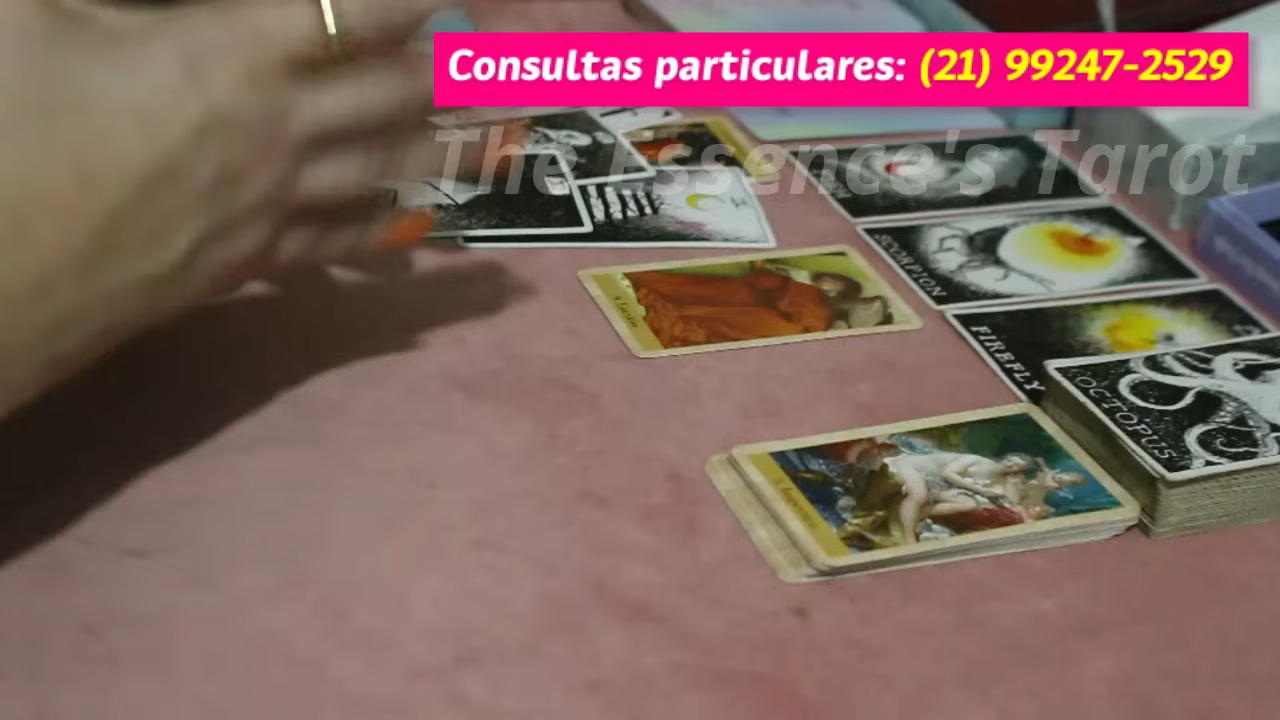 Consultas particulares: (21) 99247-2529
The Essence's Tarot
SCORPION
FIREFLY
OCTOPUS